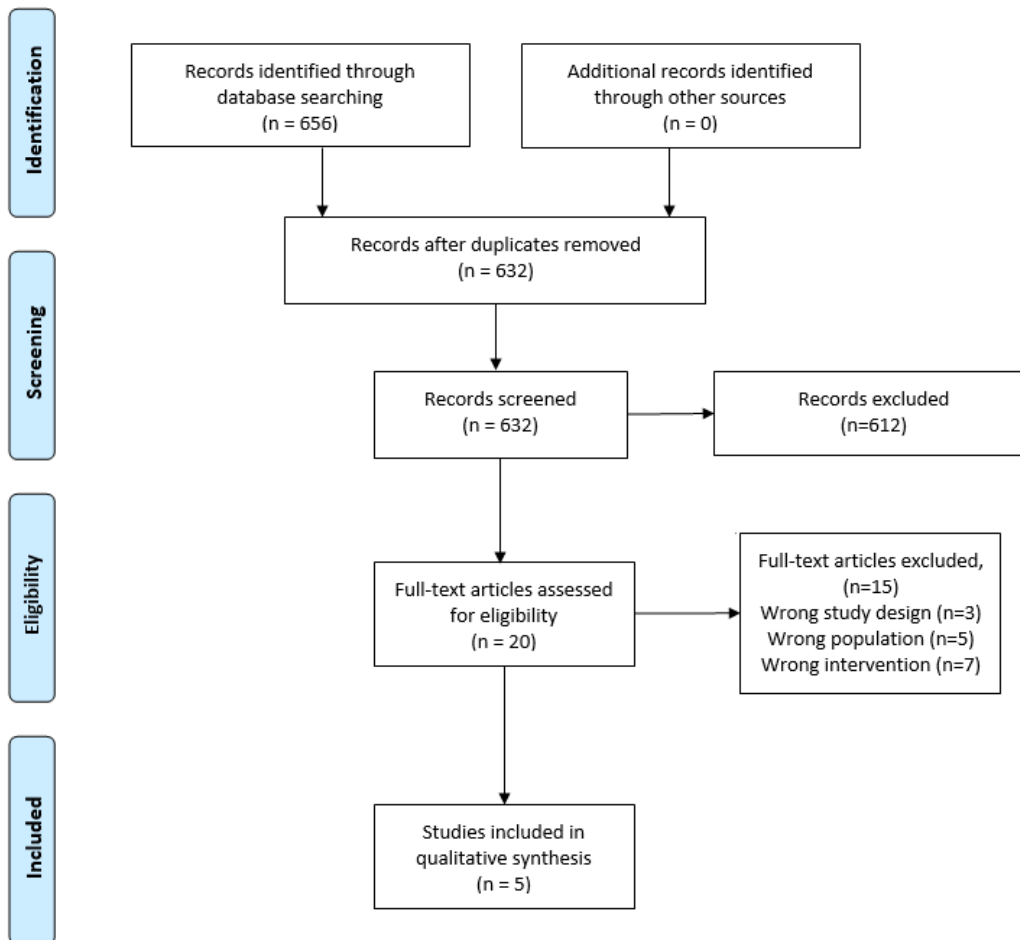 Identification
Records identified through
database searching
(n = 656)
Additional records identified
through other sources
(n = 0)
Records after duplicates removed
(n = 632)
Screening
Records screened
(n = 632)
Records excluded
(n=612)
Eligibility
Full-text articles assessed
for eligibility
(n = 20)
Full-text articles excluded,
(n=15)
Wrong study design (n=3)
Wrong population (n=5)
Wrong intervention (n=7)
Included
Studies included in
qualitative synthesis
(n = 5)